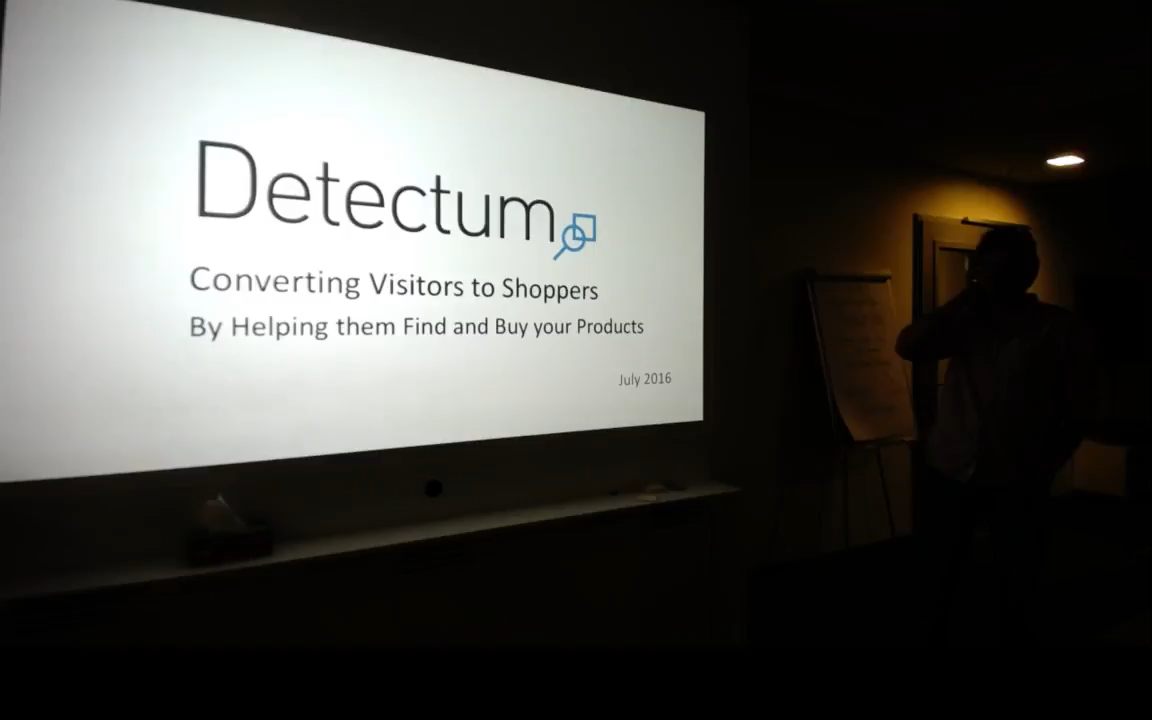 Detectum
Converting Visitors to Shoppers
By Helping them Find and Buy your Products
July 2016